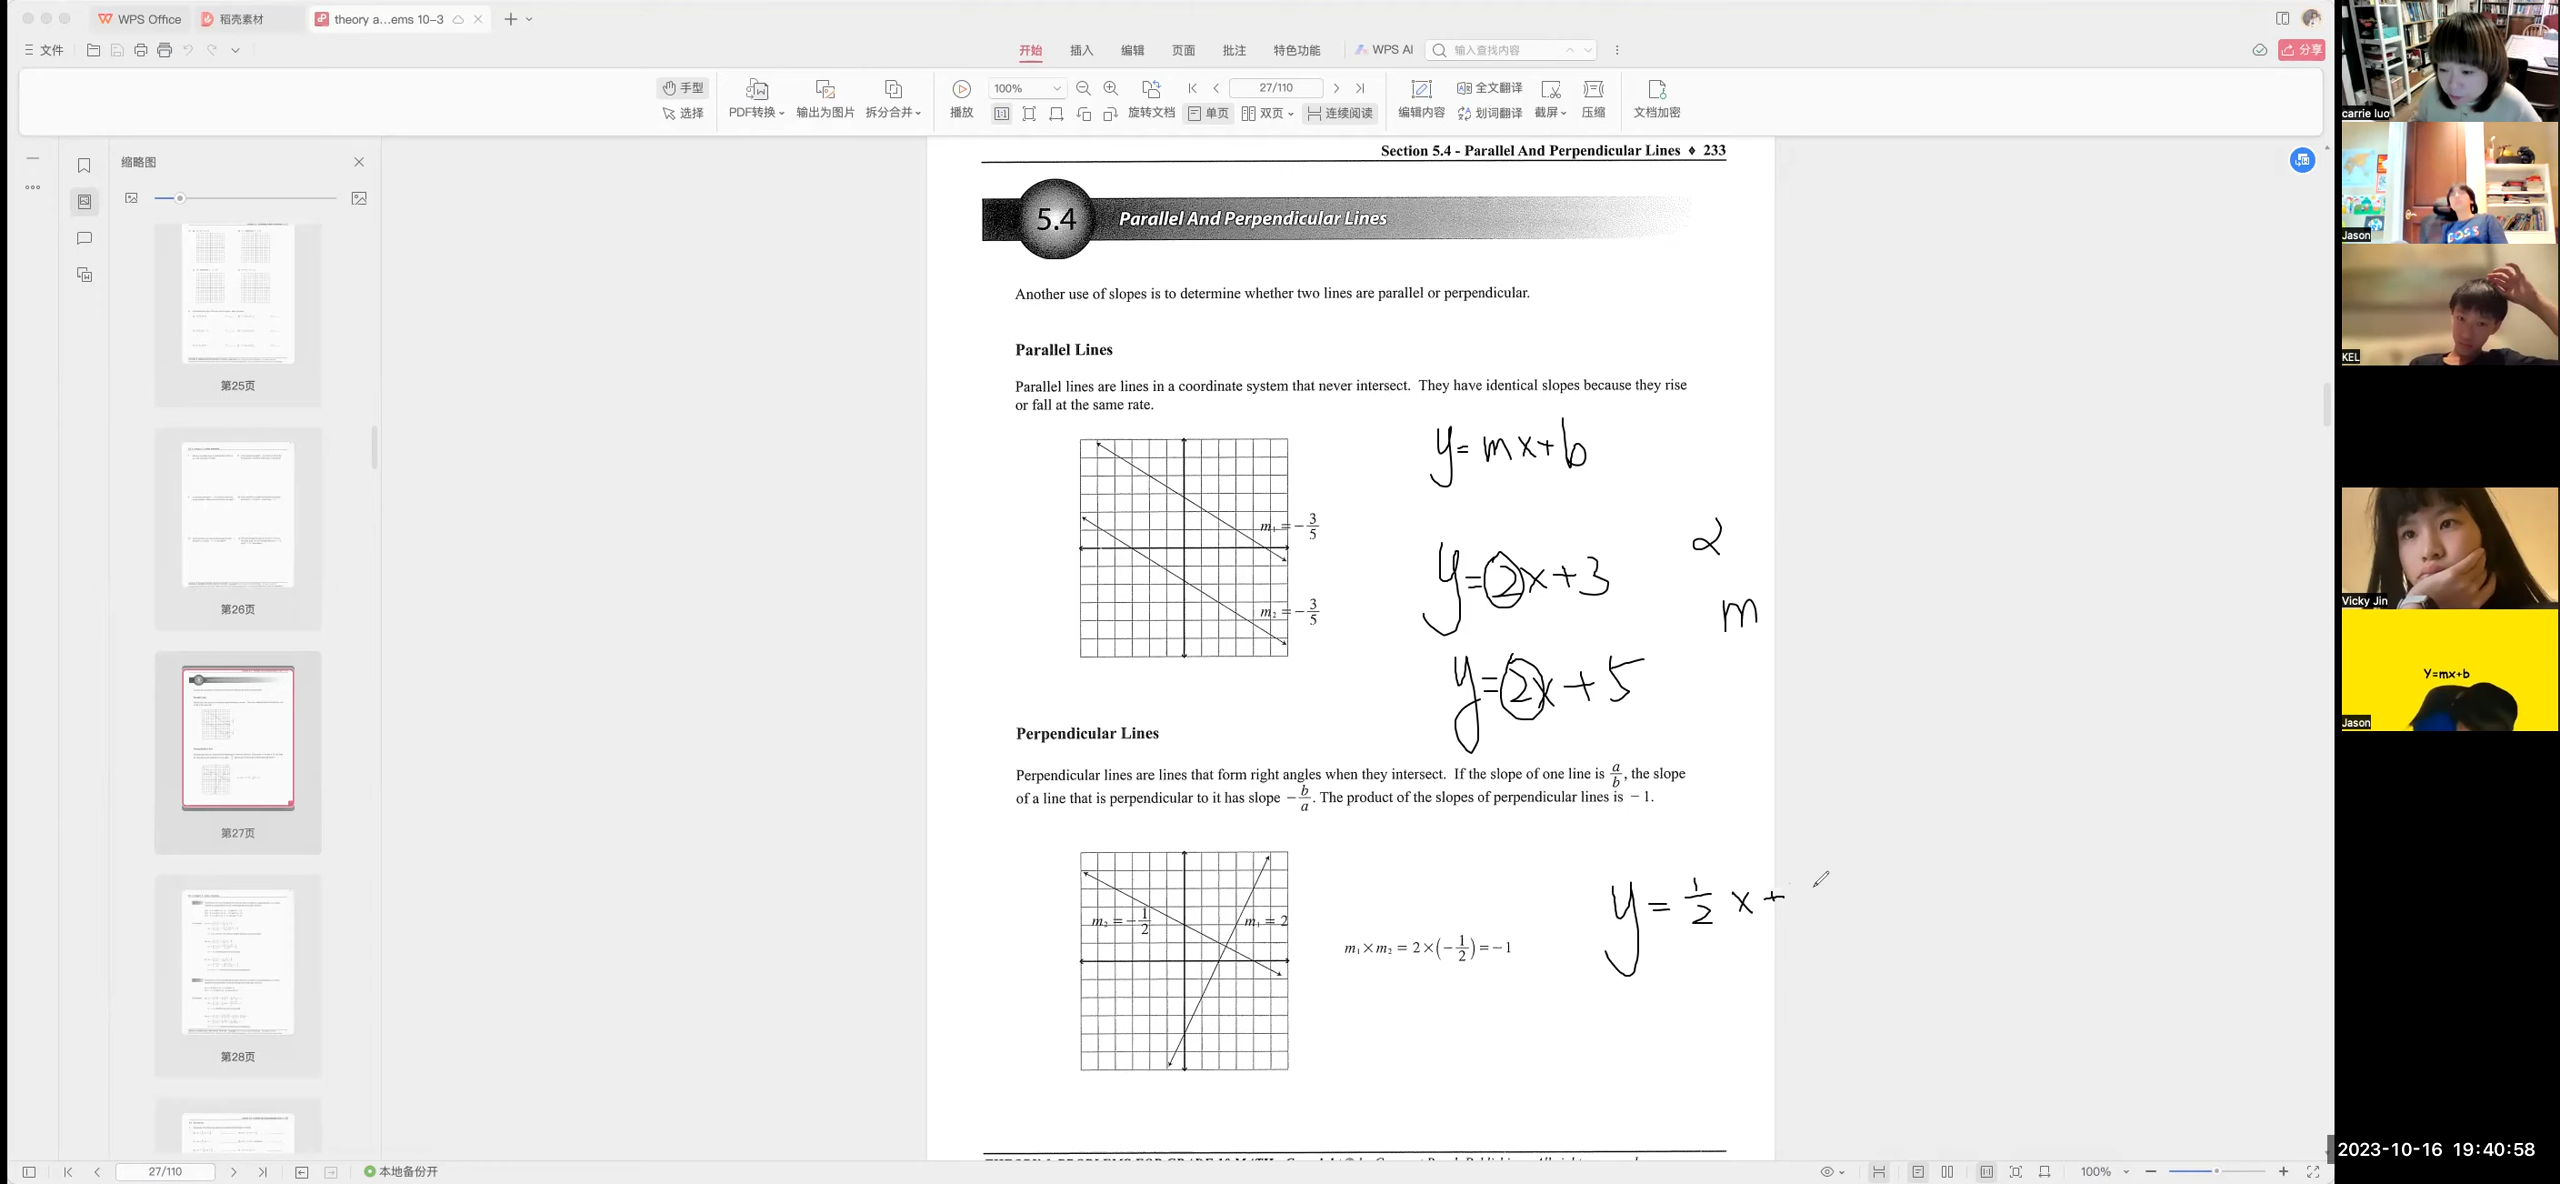 WPS Office 稻壳素材 theory a...ems 10-3
文件
开始 插入 编辑 页面 批注 特色功能 WPS AI 输入查找内容 分享
手型 选择 PDF转换 输出为图片 拆分合并 播放 100% 27/110 旋转文档 单页 双页 连续阅读 编辑内容 全文翻译 划词翻译 截屏 压缩 文档加密
缩略图
第25页
第26页
第27页
第28页
Section 5.4 - Parallel And Perpendicular Lines ♦ 233
5.4 Parallel And Perpendicular Lines
Another use of slopes is to determine whether two lines are parallel or perpendicular.
Parallel Lines
Parallel lines are lines in a coordinate system that never intersect. They have identical slopes because they rise
or fall at the same rate.
y = mx+b
m₁ = -3/5
2
y=2x+3
m₂ = -3/5
m
y=2x+5
Perpendicular Lines
Perpendicular lines are lines that form right angles when they intersect. If the slope of one line is a/b, the slope
of a line that is perpendicular to it has slope -b/a. The product of the slopes of perpendicular lines is -1.
m₂ = -1/2 m₁ = 2
m₁×m₂ = 2×(-1/2) = -1
y = 1/2 x+
27/110 本地备份开 100%
carrie luo
Jason
KEL
Vicky Jin
Y=mx+b
Jason
2023-10-16 19:40:58